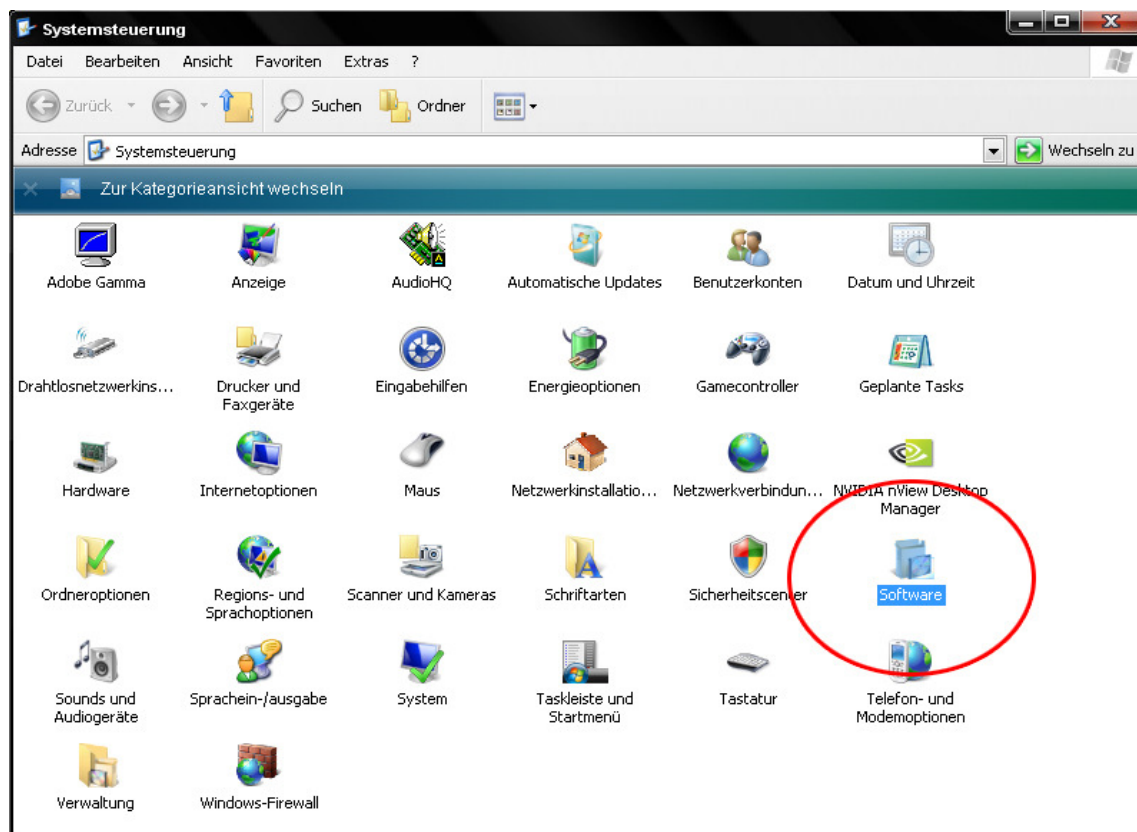 Systemsteuerung
Datei Bearbeiten Ansicht Favoriten Extras ?
Zurück Suchen Ordner
Adresse Systemsteuerung Wechseln zu
Zur Kategorieansicht wechseln
Adobe Gamma Anzeige AudioHQ Automatische Updates Benutzerkonten Datum und Uhrzeit
Drahtlosnetzwerkins... Drucker und Faxgeräte Eingabehilfen Energieoptionen Gamecontroller Geplante Tasks
Hardware Internetoptionen Maus Netzwerkinstallatio... Netzwerkverbindun... NVIDIA nView Desktop Manager
Ordneroptionen Regions- und Sprachoptionen Scanner und Kameras Schriftarten Sicherheitscenter Software
Sounds und Audiogeräte Sprachein-/ausgabe System Taskleiste und Startmenü Tastatur Telefon- und Modemoptionen
Verwaltung Windows-Firewall